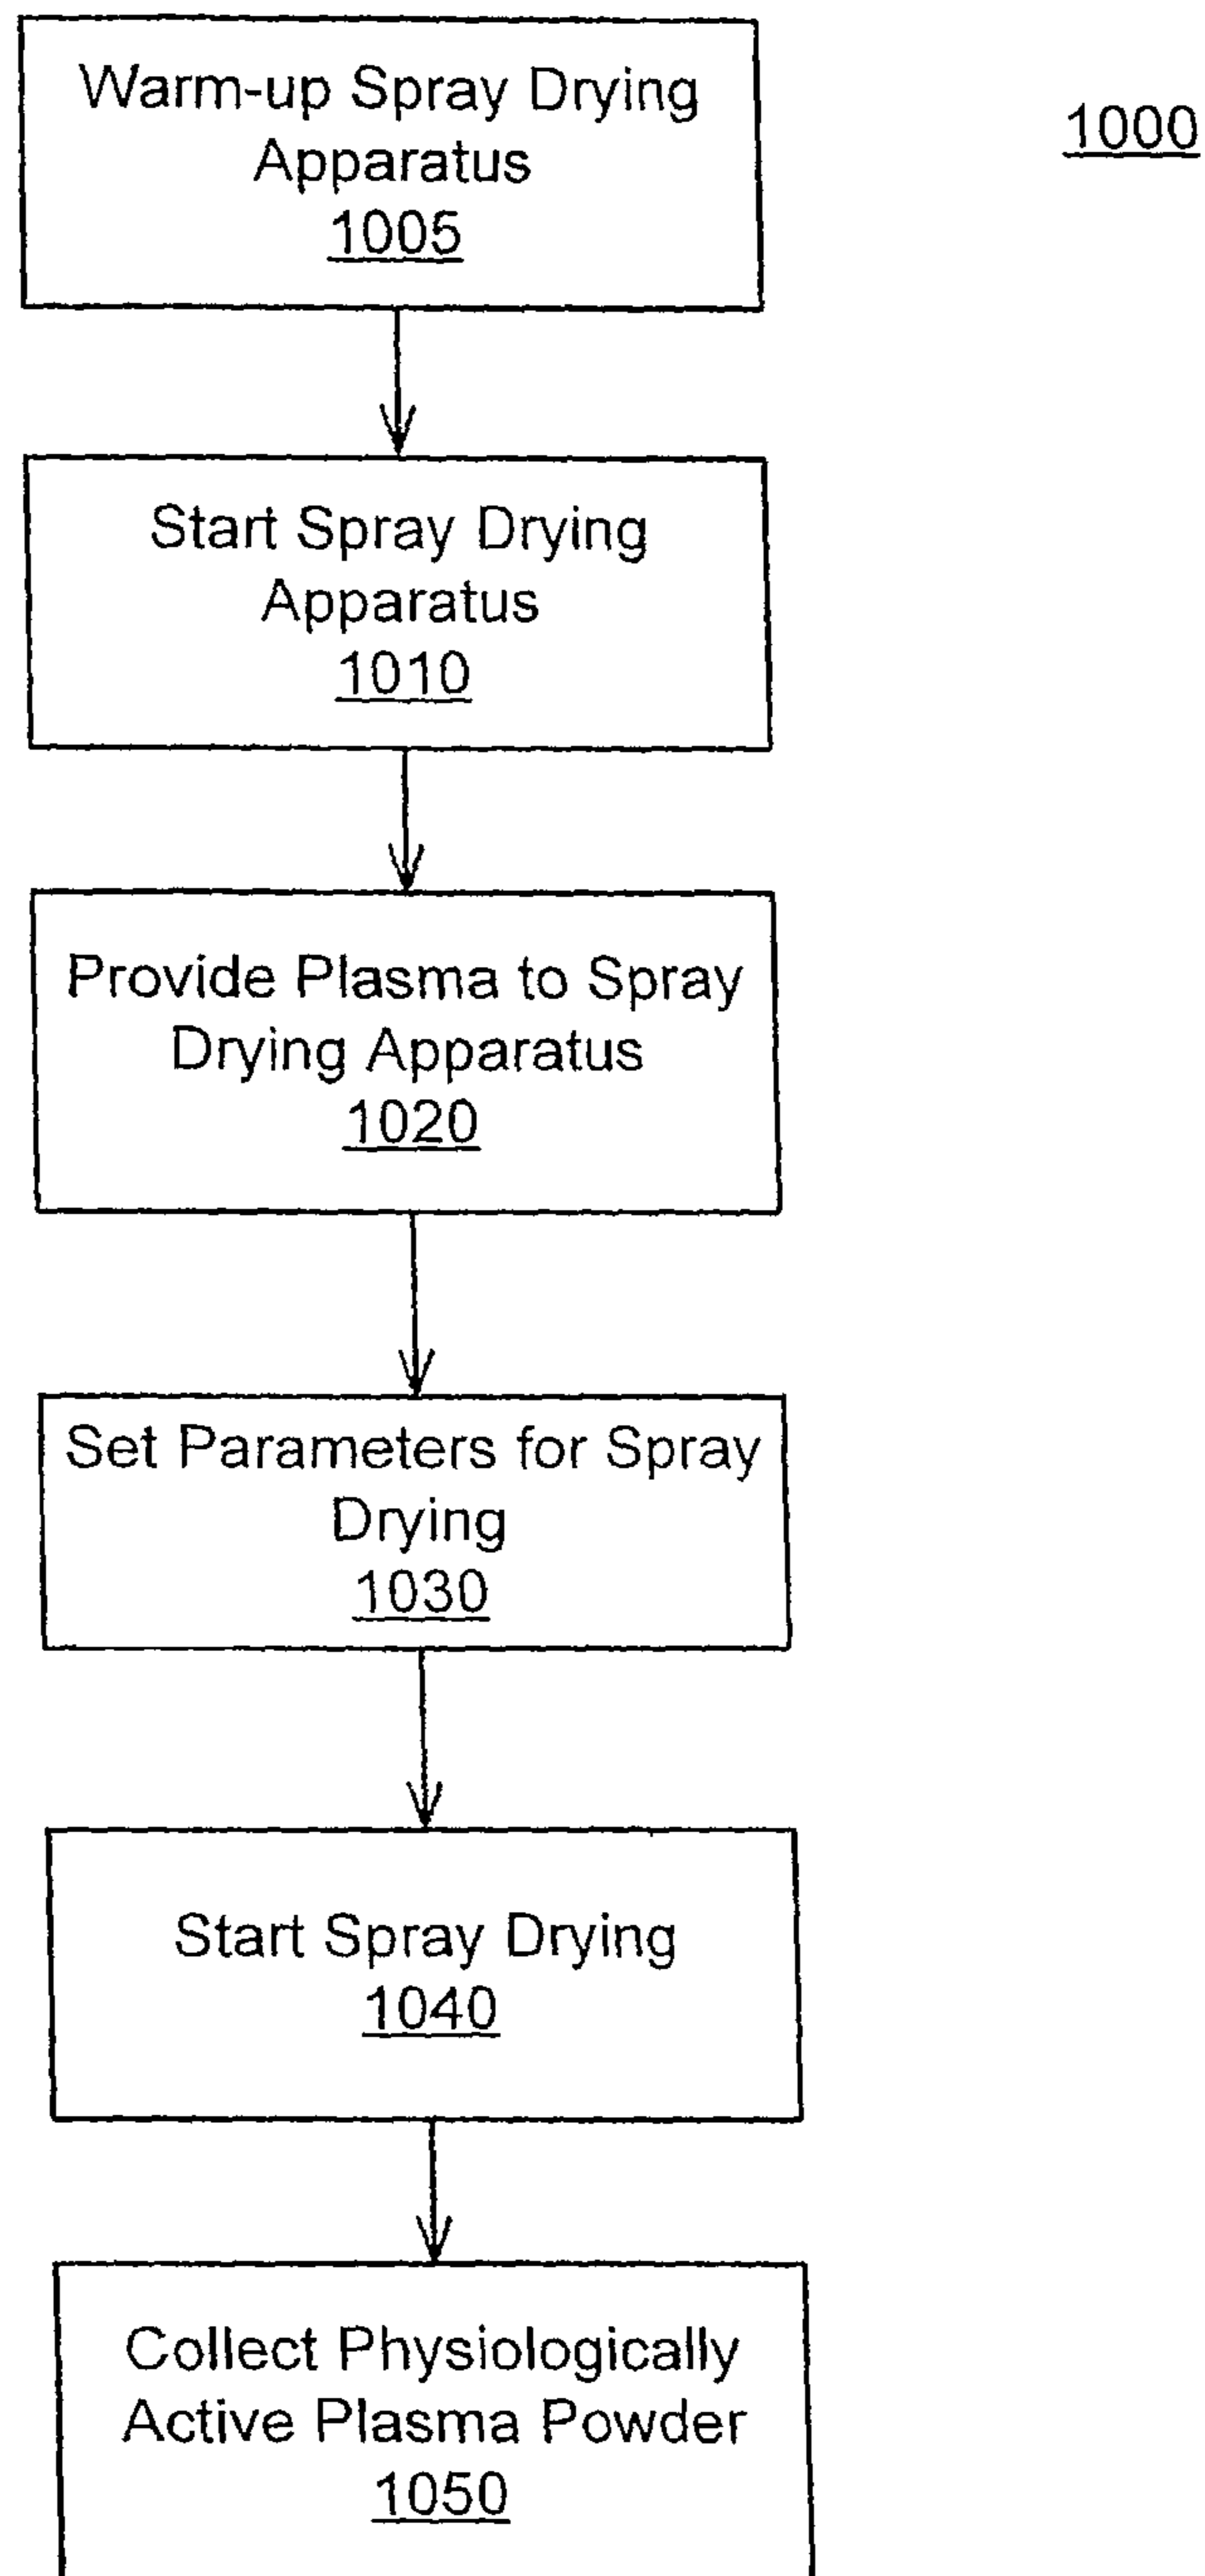 Warm-up Spray Drying
Apparatus
1005
1000
Start Spray Drying
Apparatus
1010
Provide Plasma to Spray
Drying Apparatus
1020
Set Parameters for Spray
Drying
1030
Start Spray Drying
1040
Collect Physiologically
Active Plasma Powder
1050